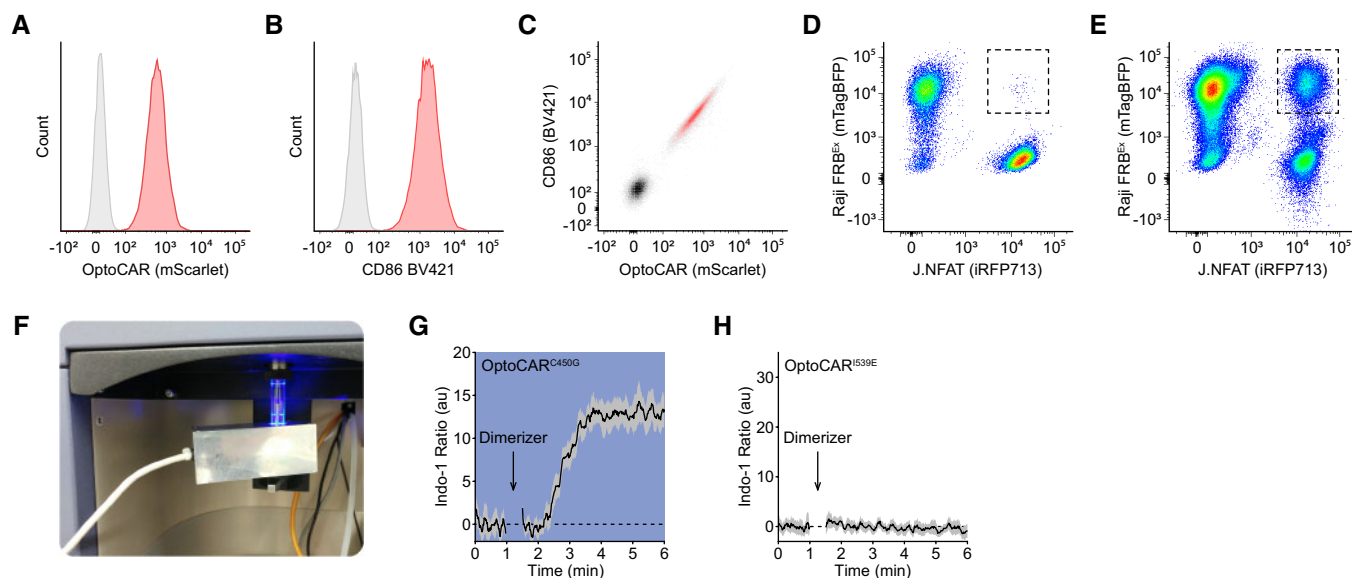 A
Count
-10² 0 10² 10³ 10⁴ 10⁵
OptoCAR (mScarlet)
B
Count
-10² 0 10² 10³ 10⁴ 10⁵
CD86 BV421
C
CD86 (BV421)
10⁵
10⁴
10³
10²
0
-10²
-10² 0 10² 10³ 10⁴ 10⁵
OptoCAR (mScarlet)
D
Raji FRBᴱˣ (mTagBFP)
10⁵
10⁴
10³
0
-10³
0 10³ 10⁴ 10⁵
J.NFAT (iRFP713)
E
Raji FRBᴱˣ (mTagBFP)
10⁵
10⁴
10³
0
-10³
0 10³ 10⁴ 10⁵
J.NFAT (iRFP713)
F
G
OptoCARC450G
Dimerizer
Indo-1 Ratio (au)
20
15
10
5
0
0 1 2 3 4 5 6
Time (min)
H
OptoCARI539E
Dimerizer
Indo-1 Ratio (au)
30
20
10
0
0 1 2 3 4 5 6
Time (min)